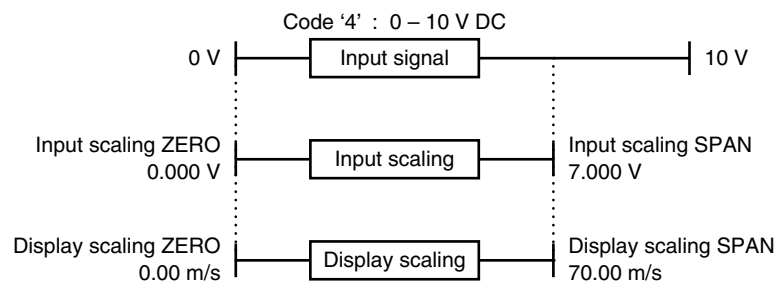 Code ‘4’ : 0 – 10 V DC
0 V
Input signal
10 V
Input scaling ZERO
0.000 V
Input scaling
Input scaling SPAN
7.000 V
Display scaling ZERO
0.00 m/s
Display scaling
Display scaling SPAN
70.00 m/s